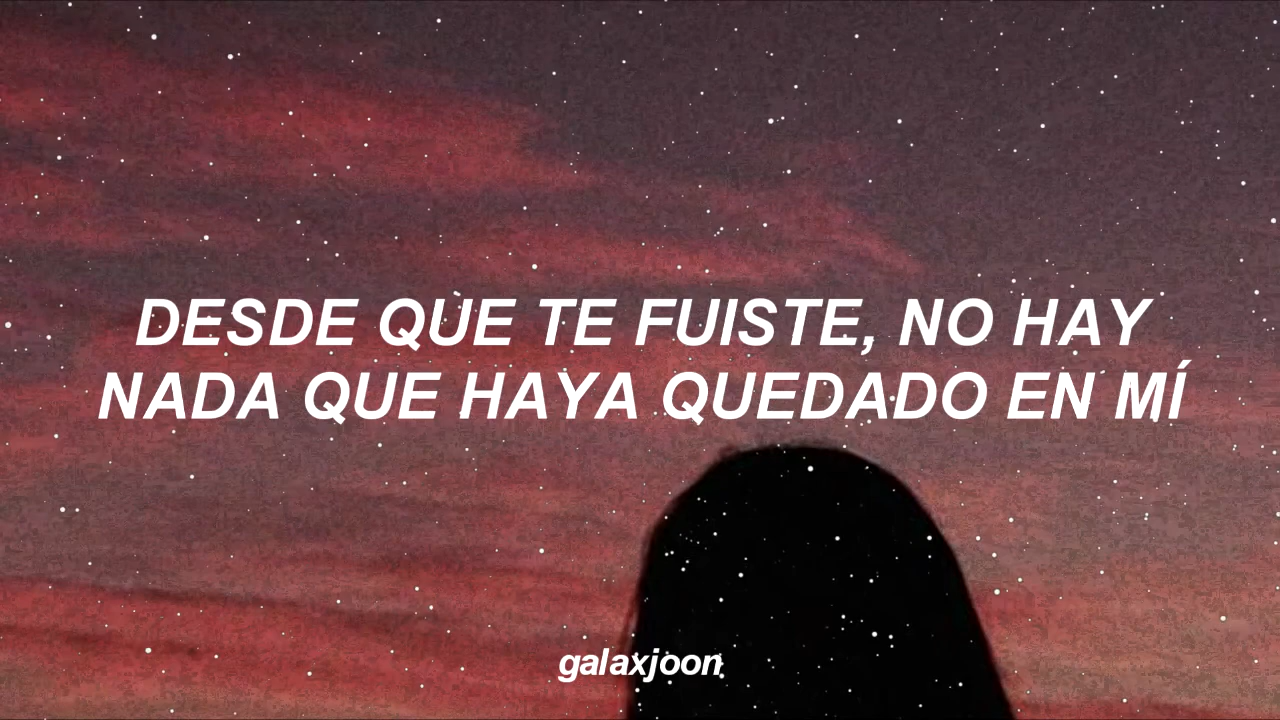 DESDE QUE TE FUISTE, NO HAY
NADA QUE HAYA QUEDADO EN MÍ
galaxjoon